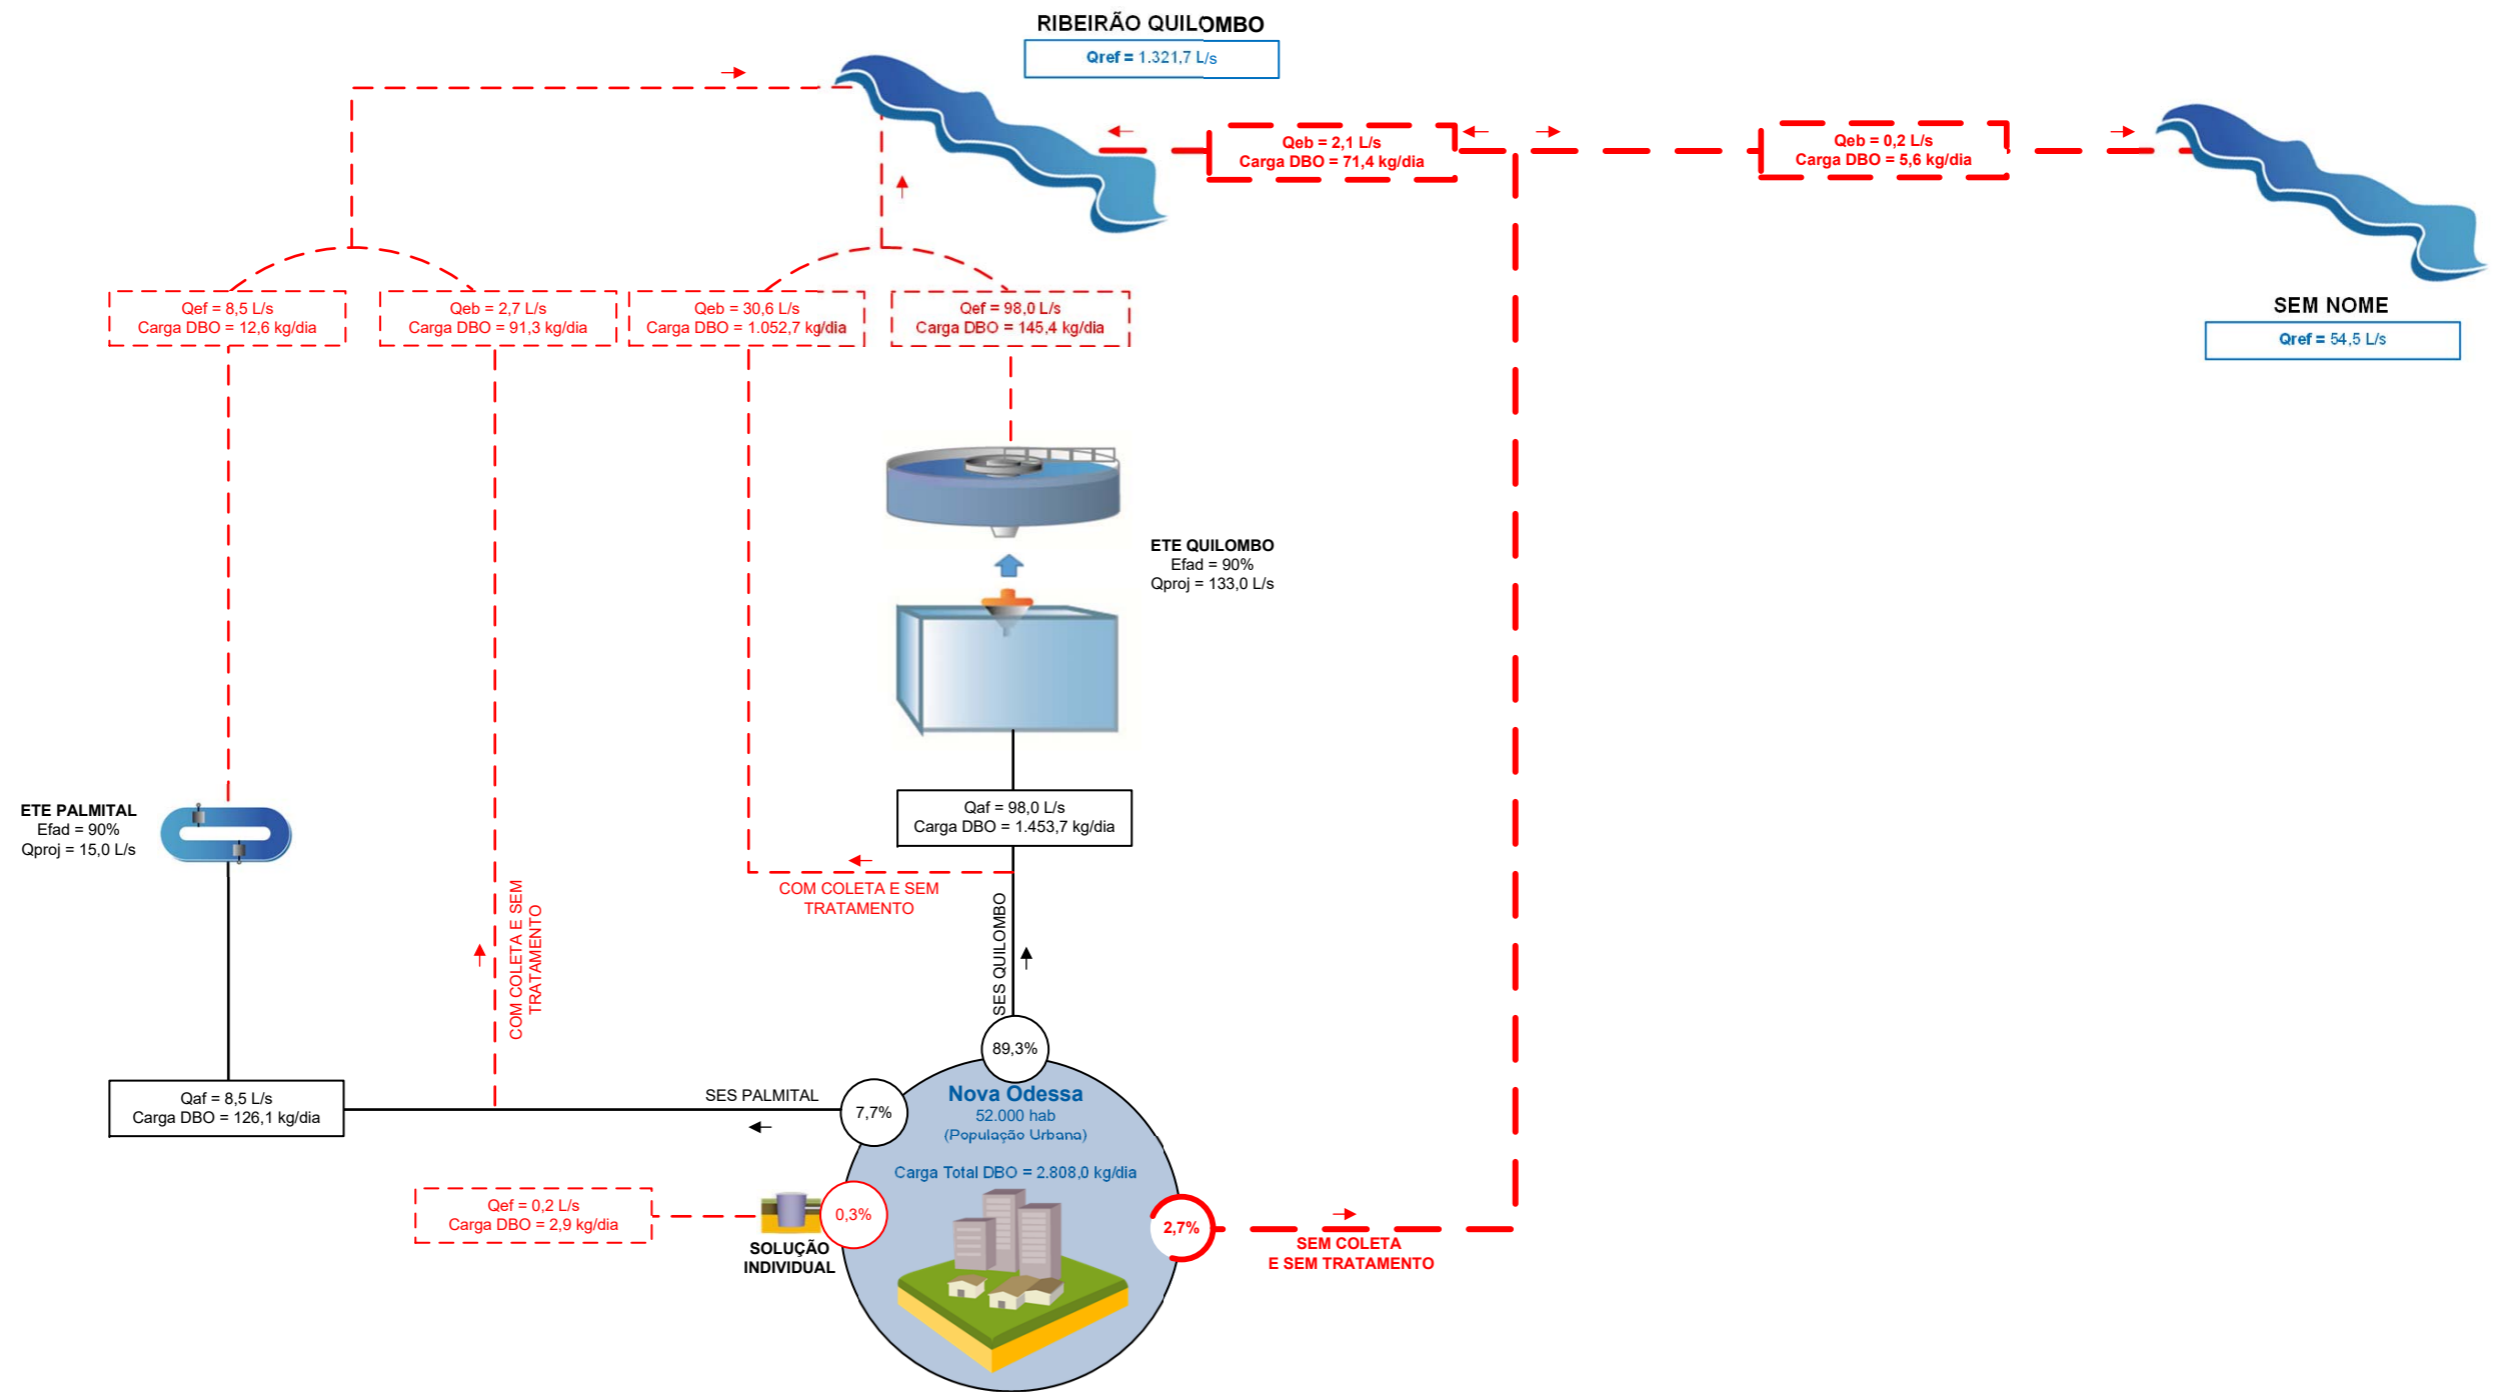 RIBEIRÃO QUILOMBO
Qref = 1.321,7 L/s
Qeb = 2,1 L/s
Carga DBO = 71,4 kg/dia
Qeb = 0,2 L/s
Carga DBO = 5,6 kg/dia
SEM NOME
Qref = 54,5 L/s
Qef = 8,5 L/s
Carga DBO = 12,6 kg/dia
Qeb = 2,7 L/s
Carga DBO = 91,3 kg/dia
Qeb = 30,6 L/s
Carga DBO = 1.052,7 kg/dia
Qef = 98,0 L/s
Carga DBO = 145,4 kg/dia
ETE QUILOMBO
Efad = 90%
Qproj = 133,0 L/s
ETE PALMITAL
Efad = 90%
Qproj = 15,0 L/s
Qaf = 98,0 L/s
Carga DBO = 1.453,7 kg/dia
COM COLETA E SEM
TRATAMENTO
COM COLETA E SEM
TRATAMENTO
SES QUILOMBO
89,3%
Qaf = 8,5 L/s
Carga DBO = 126,1 kg/dia
SES PALMITAL
7,7%
Nova Odessa
52.000 hab
(População Urbana)
Carga Total DBO = 2.808,0 kg/dia
Qef = 0,2 L/s
Carga DBO = 2,9 kg/dia
SOLUÇÃO
INDIVIDUAL
0,3%
2,7%
SEM COLETA
E SEM TRATAMENTO